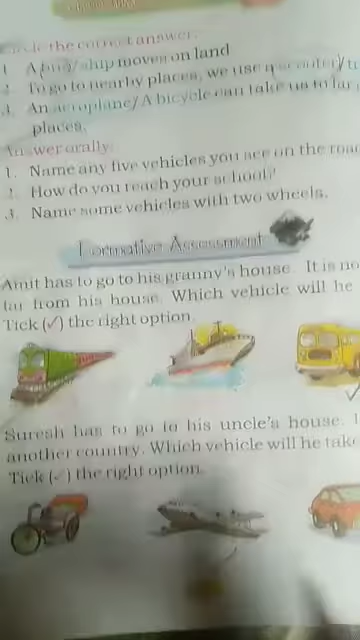 Circle the correct answer.
1. A bus/ship moves on land
2. To go to nearby places, we use a scooter/
3. An aeroplane/A bicycle can take us to far
places.
Answer orally.
1. Name any five vehicles you see on the road
2. How do you reach your school?
3. Name some vehicles with two wheels.
Formative Assessment
Amit has to go to his granny's house. It is no
far from his house. Which vehicle will he
Tick (✓) the right option.
Suresh has to go to his uncle's house. I
another country. Which vehicle will he take
Tick (✓) the right option.